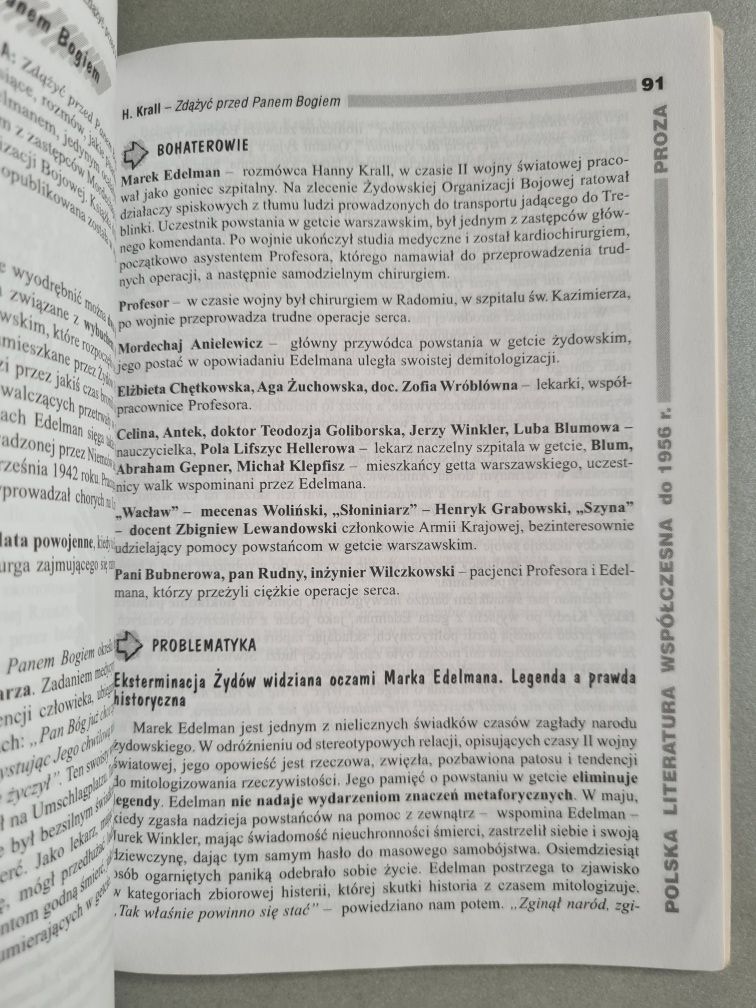 H. Krall – Zdążyć przed Panem Bogiem
91
BOHATEROWIE
Marek Edelman – rozmówca Hanny Krall, w czasie II wojny światowej praco-
wał jako goniec szpitalny. Na zlecenie Żydowskiej Organizacji Bojowej ratował
działaczy spiskowych z tłumu ludzi prowadzonych do transportu jadącego do Tre-
blinki. Uczestnik powstania w getcie warszawskim, był jednym z zastępców głów-
nego komendanta. Po wojnie ukończył studia medyczne i został kardiochirurgiem,
początkowo asystentem Profesora, którego namawiał do przeprowadzenia trud-
nych operacji, a następnie samodzielnym chirurgiem.
Profesor – w czasie wojny był chirurgiem w Radomiu, w szpitalu św. Kazimierza,
po wojnie przeprowadza trudne operacje serca.
Mordechaj Anielewicz – główny przywódca powstania w getcie żydowskim,
jego postać w opowiadaniu Edelmana uległa swoistej demitologizacji.
Elżbieta Chętkowska, Aga Żuchowska, doc. Zofia Wróblówna – lekarki, współ-
pracownice Profesora.
Celina, Antek, doktor Teodozja Goliborska, Jerzy Winkler, Luba Blumowa –
nauczycielka, Pola Lifszyc Hellerowa – lekarz naczelny szpitala w getcie, Blum,
Abraham Gepner, Michał Klepfisz – mieszkańcy getta warszawskiego, uczest-
nicy walk wspominani przez Edelmana.
„Wacław” – mecenas Woliński, „Słoniniarz” – Henryk Grabowski, „Szyna”
– docent Zbigniew Lewandowski członkowie Armii Krajowej, bezinteresownie
udzielający pomocy powstańcom w getcie warszawskim.
Pani Bubnerowa, pan Rudny, inżynier Wilczkowski – pacjenci Profesora i Edel-
mana, którzy przeżyli ciężkie operacje serca.
PROBLEMATYKA
Eksterminacja Żydów widziana oczami Marka Edelmana. Legenda a prawda
historyczna
Marek Edelman jest jednym z nielicznych świadków czasów zagłady narodu
żydowskiego. W odróżnieniu od stereotypowych relacji, opisujących czasy II wojny
światowej, jego opowieść jest rzeczowa, zwięzła, pozbawiona patosu i tendencji
do mitologizowania rzeczywistości. Jego pamięć o powstaniu w getcie eliminuje
legendy. Edelman nie nadaje wydarzeniom znaczeń metaforycznych. W maju,
kiedy zgasła nadzieja powstańców na pomoc z zewnątrz – wspomina Edelman –
Jurek Winkler, mając świadomość nieuchronności śmierci, zastrzelił siebie i swoją
dziewczynę, dając tym samym hasło do masowego samobójstwa. Osiemdziesiąt
osób ogarniętych paniką odebrało sobie życie. Edelman postrzega to zjawisko
w kategoriach zbiorowej histerii, której skutki historia z czasem mitologizuje.
„Tak właśnie powinno się stać” – powiedziano nam potem. „Zginął naród, zgi-
POLSKA LITERATURA WSPÓŁCZESNA do 1956 r. PROZA